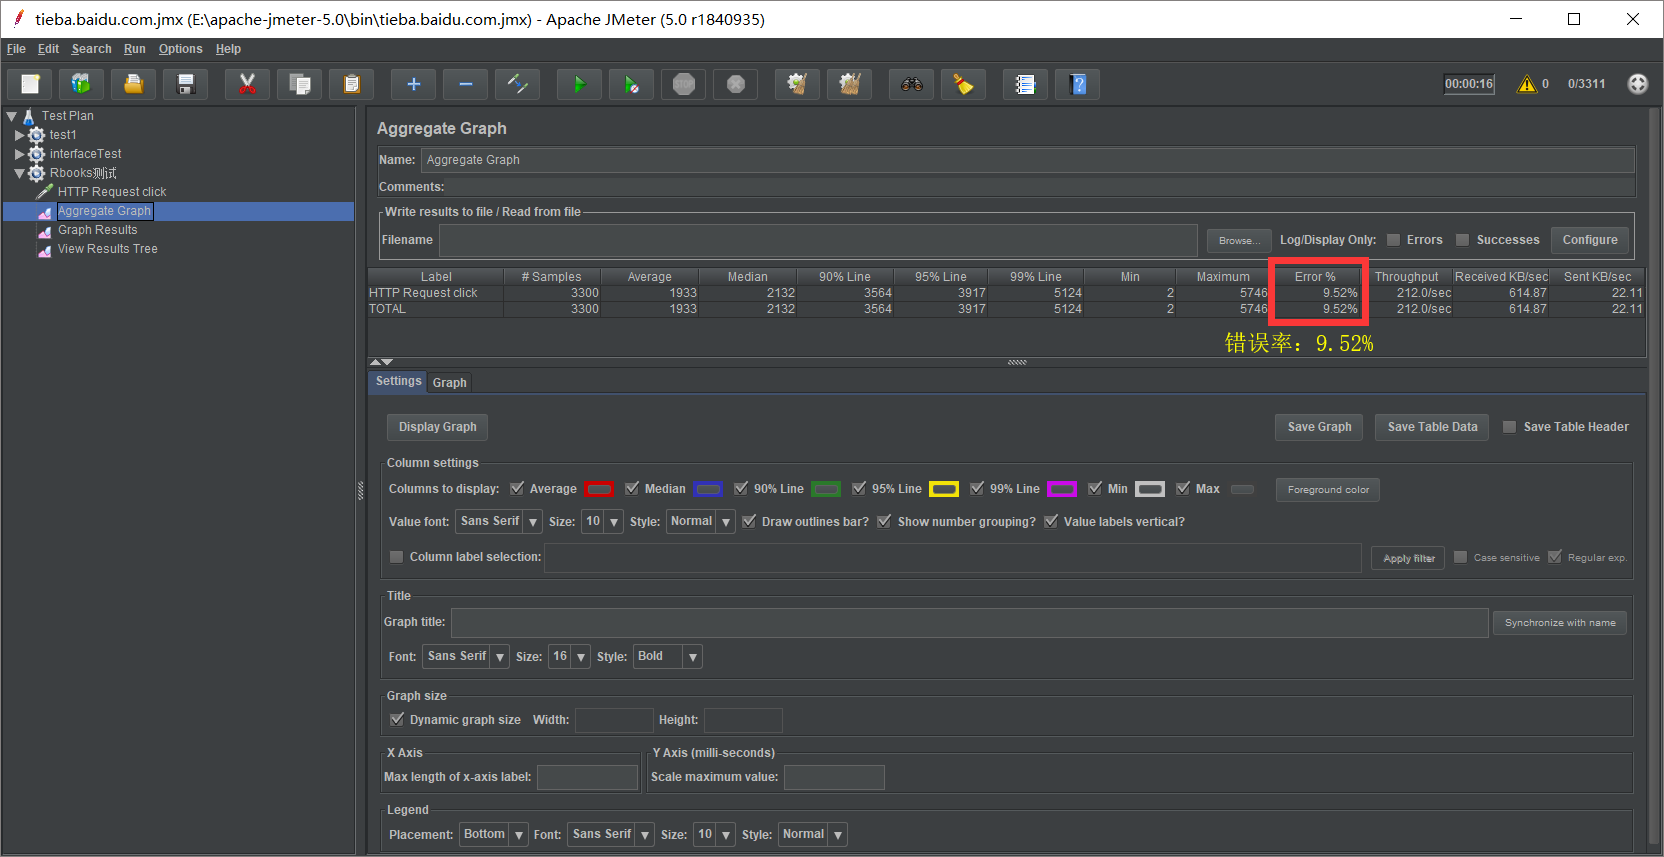 tieba.baidu.com.jmx (E:\apache-jmeter-5.0\bin\tieba.baidu.com.jmx) - Apache JMeter (5.0 r1840935)
File Edit Search Run Options Help
00:00:16 0 0/3311
Test Plan
test1
interfaceTest
Rbooks测试
HTTP Request click
Aggregate Graph
Graph Results
View Results Tree
Aggregate Graph
Name: Aggregate Graph
Comments:
Write results to file / Read from file
Filename Browse... Log/Display Only: Errors Successes Configure
Label # Samples Average Median 90% Line 95% Line 99% Line Min Maximum Error % Throughput Received KB/sec Sent KB/sec
HTTP Request click 3300 1933 2132 3564 3917 5124 2 5746 9.52% 212.0/sec 614.87 22.11
TOTAL 3300 1933 2132 3564 3917 5124 2 5746 9.52% 212.0/sec 614.87 22.11
错误率：9.52%
Settings Graph
Display Graph Save Graph Save Table Data Save Table Header
Column settings
Columns to display: Average Median 90% Line 95% Line 99% Line Min Max Foreground color
Value font: Sans Serif Size: 10 Style: Normal Draw outlines bar? Show number grouping? Value labels vertical?
Column label selection: Apply filter Case sensitive Regular exp.
Title
Graph title: Synchronize with name
Font: Sans Serif Size: 16 Style: Bold
Graph size
Dynamic graph size Width: Height:
X Axis Y Axis (milli-seconds)
Max length of x-axis label: Scale maximum value:
Legend
Placement: Bottom Font: Sans Serif Size: 10 Style: Normal